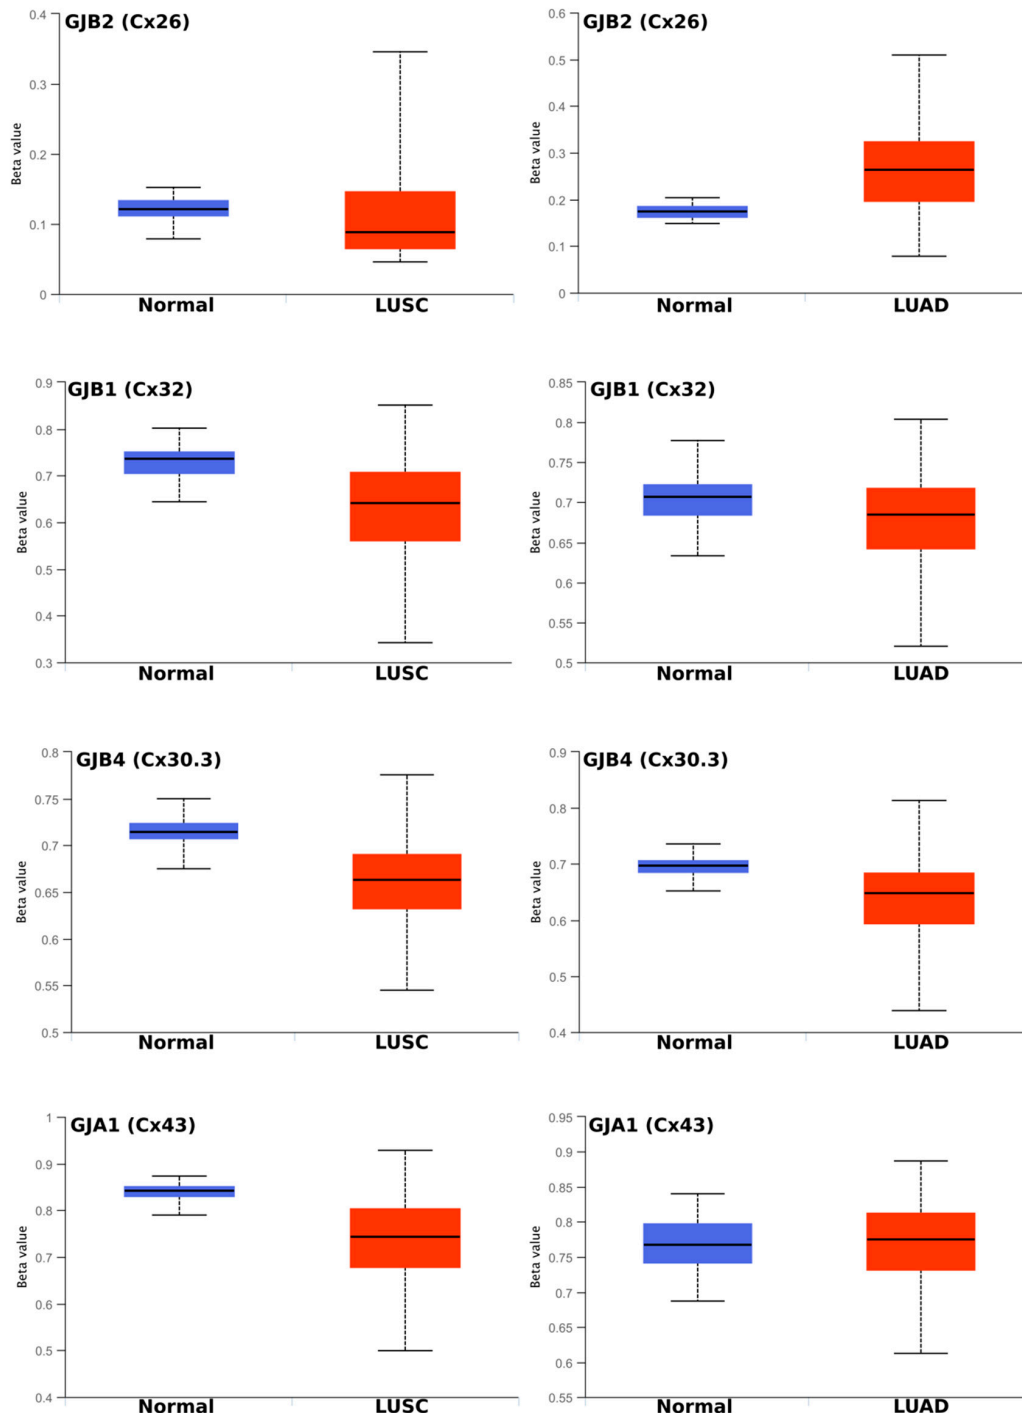 GJB2 (Cx26)
0.4
0.3
0.2
0.1
0
Beta value
Normal
LUSC
GJB2 (Cx26)
0.6
0.5
0.4
0.3
0.2
0.1
0
Beta value
Normal
LUAD
GJB1 (Cx32)
0.9
0.8
0.7
0.6
0.5
0.4
0.3
Beta value
Normal
LUSC
GJB1 (Cx32)
0.85
0.8
0.75
0.7
0.65
0.6
0.55
0.5
Beta value
Normal
LUAD
GJB4 (Cx30.3)
0.8
0.75
0.7
0.65
0.6
0.55
0.5
Beta value
Normal
LUSC
GJB4 (Cx30.3)
0.9
0.8
0.7
0.6
0.5
0.4
Beta value
Normal
LUAD
GJA1 (Cx43)
1
0.9
0.8
0.7
0.6
0.5
0.4
Beta value
Normal
LUSC
GJA1 (Cx43)
0.95
0.9
0.85
0.8
0.75
0.7
0.65
0.6
0.55
Beta value
Normal
LUAD